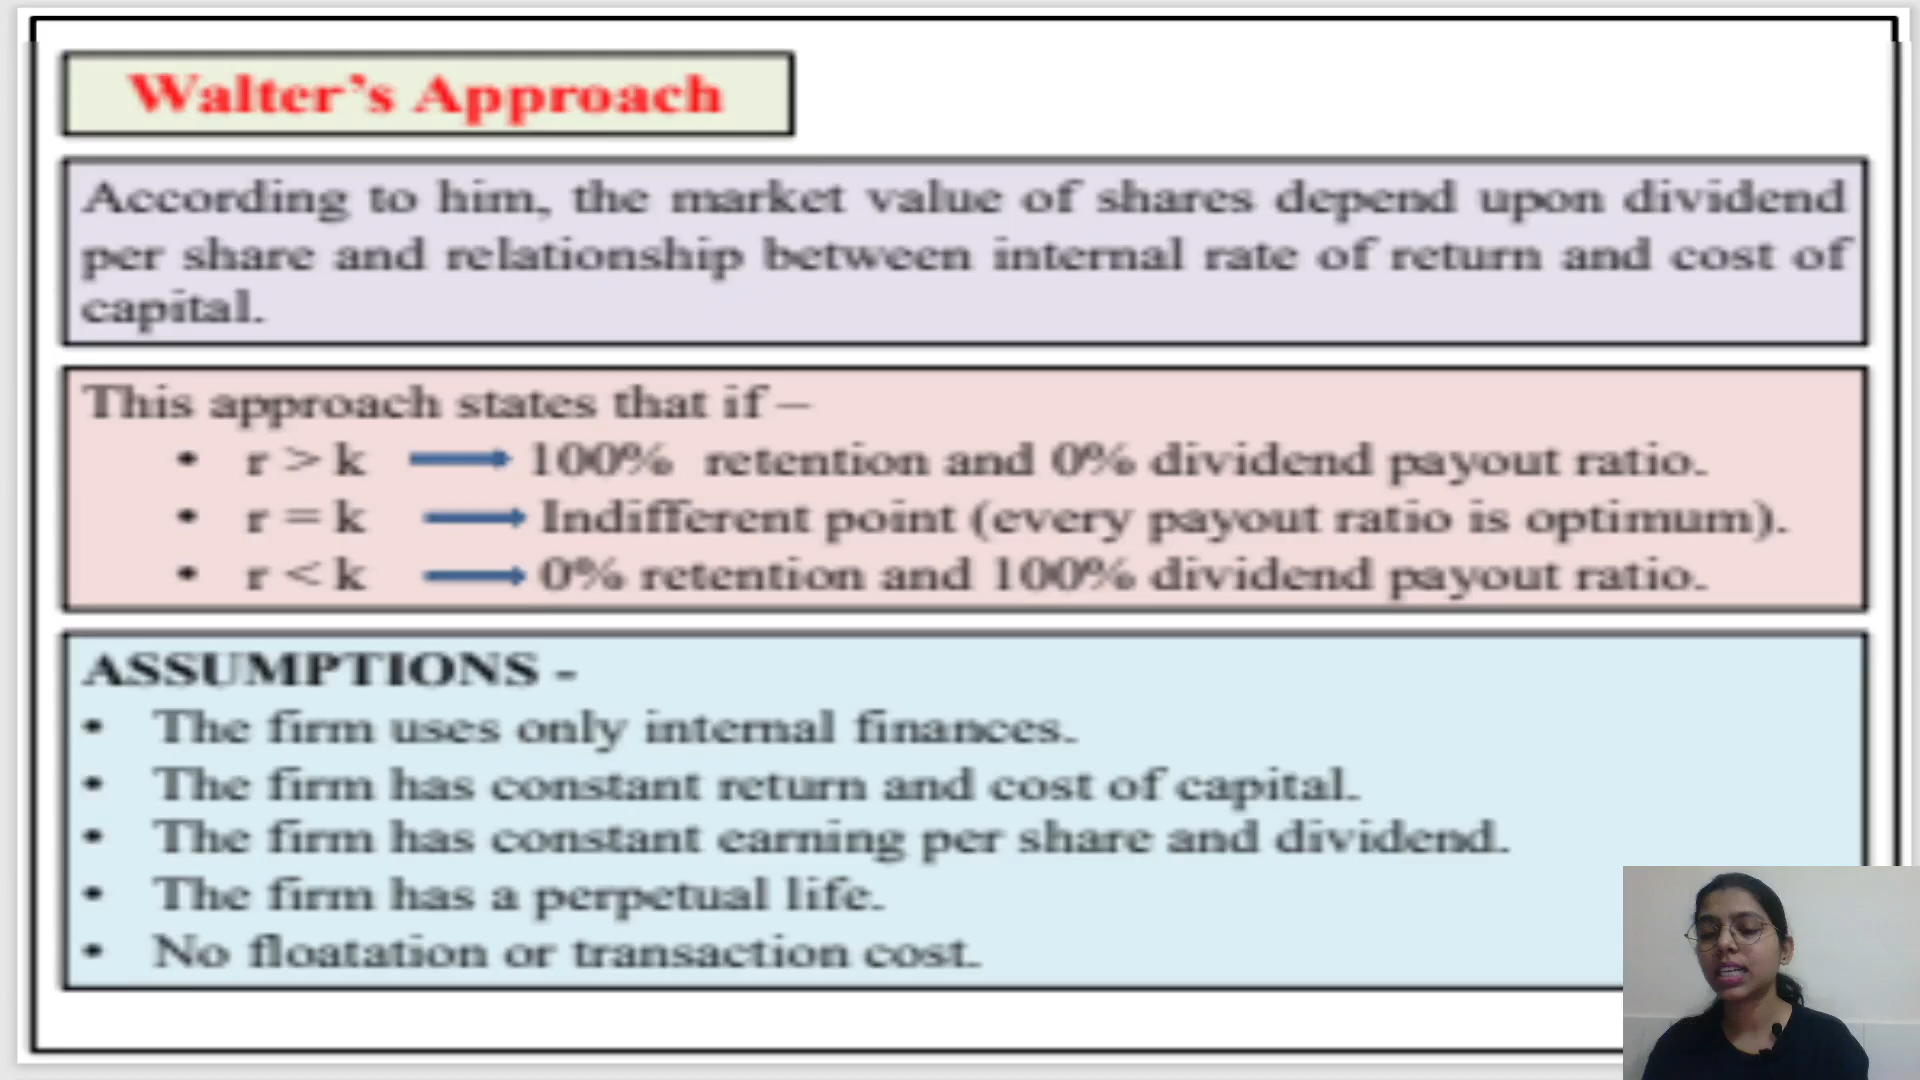 Walter's Approach
According to him, the market value of shares depend upon dividend
per share and relationship between internal rate of return and cost of
capital.
This approach states that if –
• r > k → 100% retention and 0% dividend payout ratio.
• r = k → Indifferent point (every payout ratio is optimum).
• r < k → 0% retention and 100% dividend payout ratio.
ASSUMPTIONS -
• The firm uses only internal finances.
• The firm has constant return and cost of capital.
• The firm has constant earning per share and dividend.
• The firm has a perpetual life.
• No floatation or transaction cost.